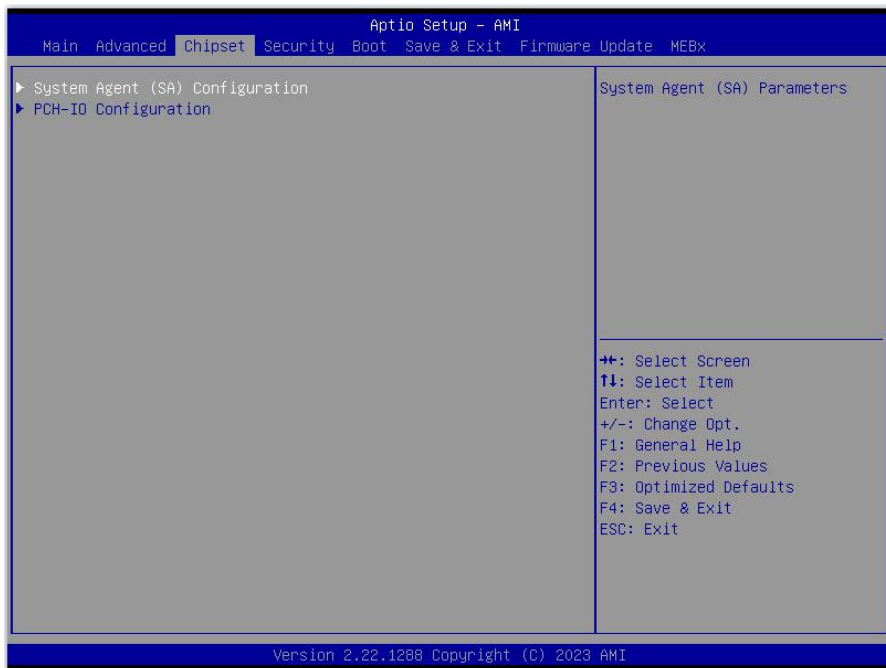 Aptio Setup – AMI
Main Advanced Chipset Security Boot Save & Exit Firmware Update MEBx
▶ System Agent (SA) Configuration
▶ PCH-IO Configuration
System Agent (SA) Parameters
→←: Select Screen
↑↓: Select Item
Enter: Select
+/-: Change Opt.
F1: General Help
F2: Previous Values
F3: Optimized Defaults
F4: Save & Exit
ESC: Exit
Version 2.22.1288 Copyright (C) 2023 AMI